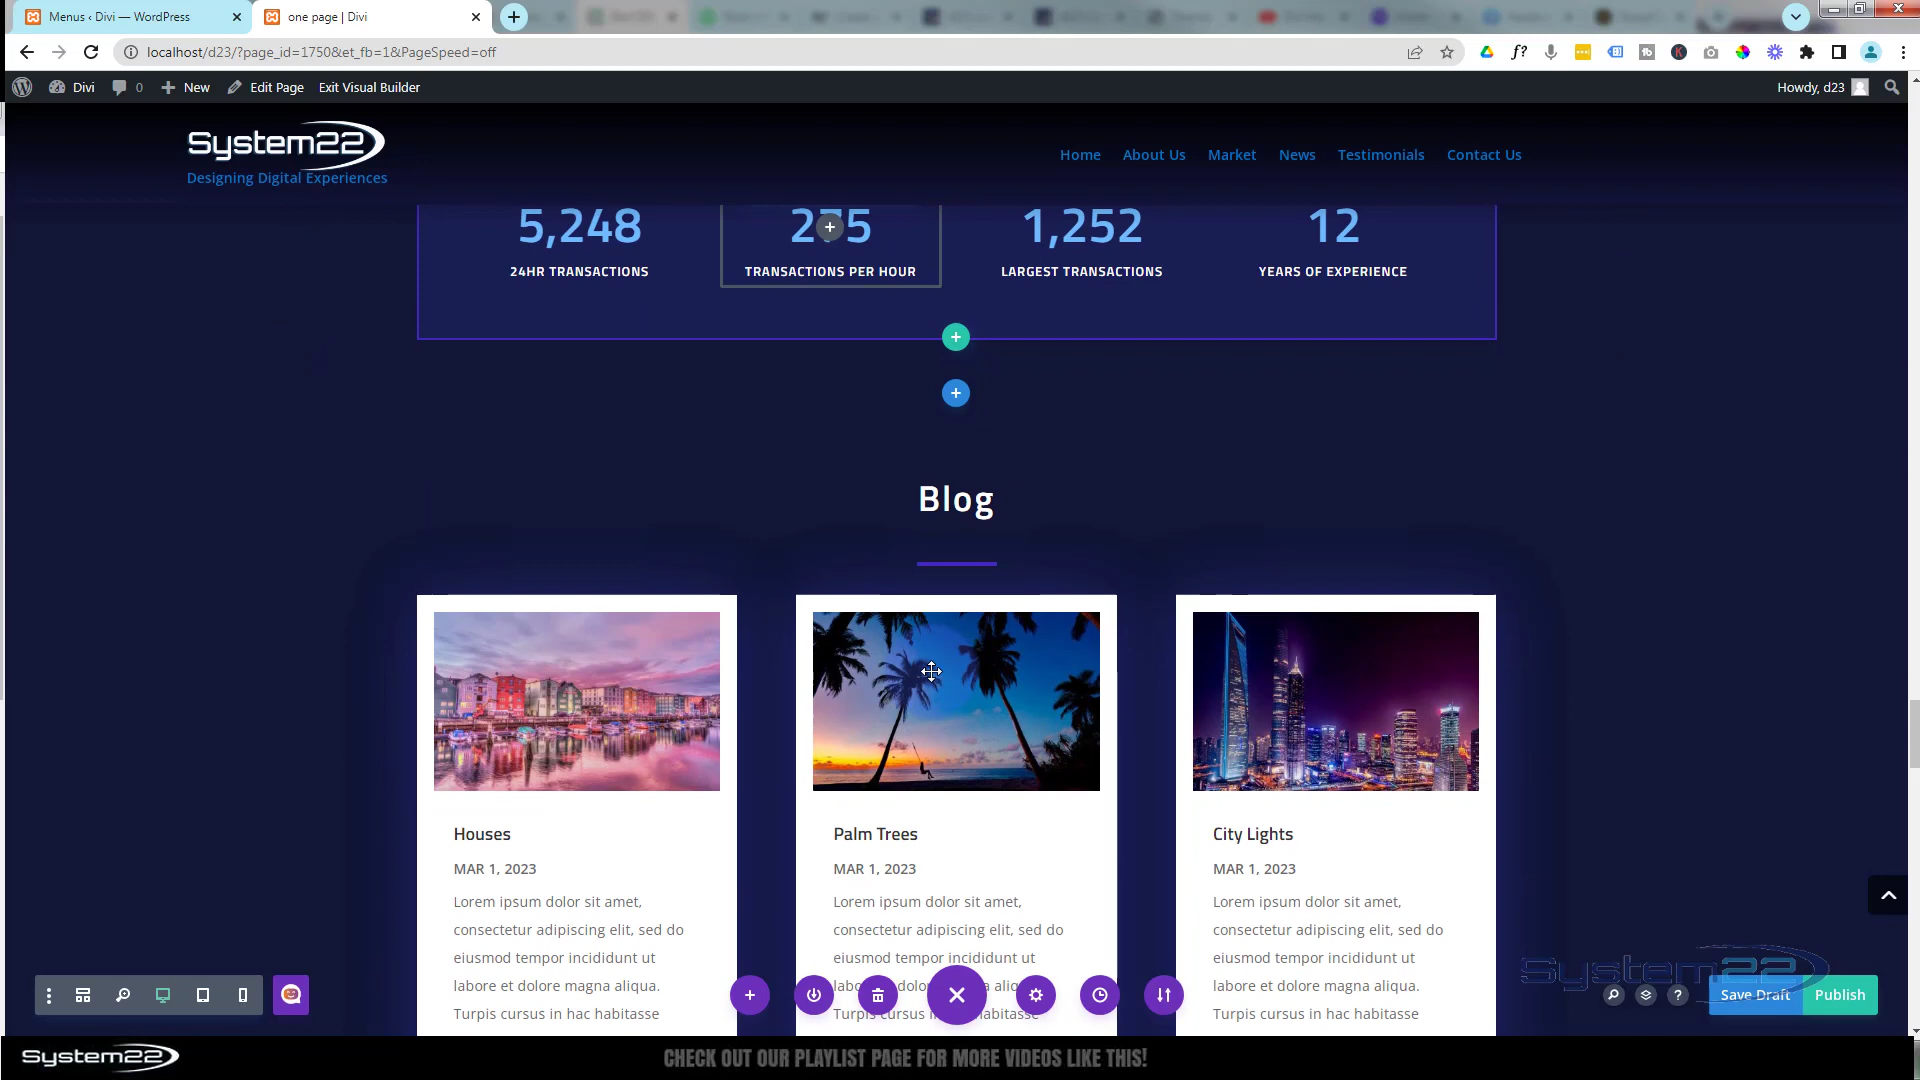 Menus ‹ Divi — WordPress
one page | Divi
localhost/d23/?page_id=1750&et_fb=1&PageSpeed=off
Divi 0 New Edit Page Exit Visual Builder Howdy, d23
System22
Designing Digital Experiences
Home About Us Market News Testimonials Contact Us
5,248 275 1,252 12
24HR TRANSACTIONS TRANSACTIONS PER HOUR LARGEST TRANSACTIONS YEARS OF EXPERIENCE
Blog
Houses
MAR 1, 2023
Lorem ipsum dolor sit amet,
consectetur adipiscing elit, sed do
eiusmod tempor incididunt ut
labore et dolore magna aliqua.
Turpis cursus in hac habitasse
Palm Trees
MAR 1, 2023
Lorem ipsum dolor sit amet,
consectetur adipiscing elit, sed do
eiusmod tempor incididunt ut
Turpis cursus
City Lights
MAR 1, 2023
Lorem ipsum dolor sit amet,
consectetur adipiscing elit, sed do
eiusmod tempor incididunt ut
labore et dolore magna aliqua.
Turpis cursus in hac habitasse
System22
Save Draft Publish
System22
CHECK OUT OUR PLAYLIST PAGE FOR MORE VIDEOS LIKE THIS!